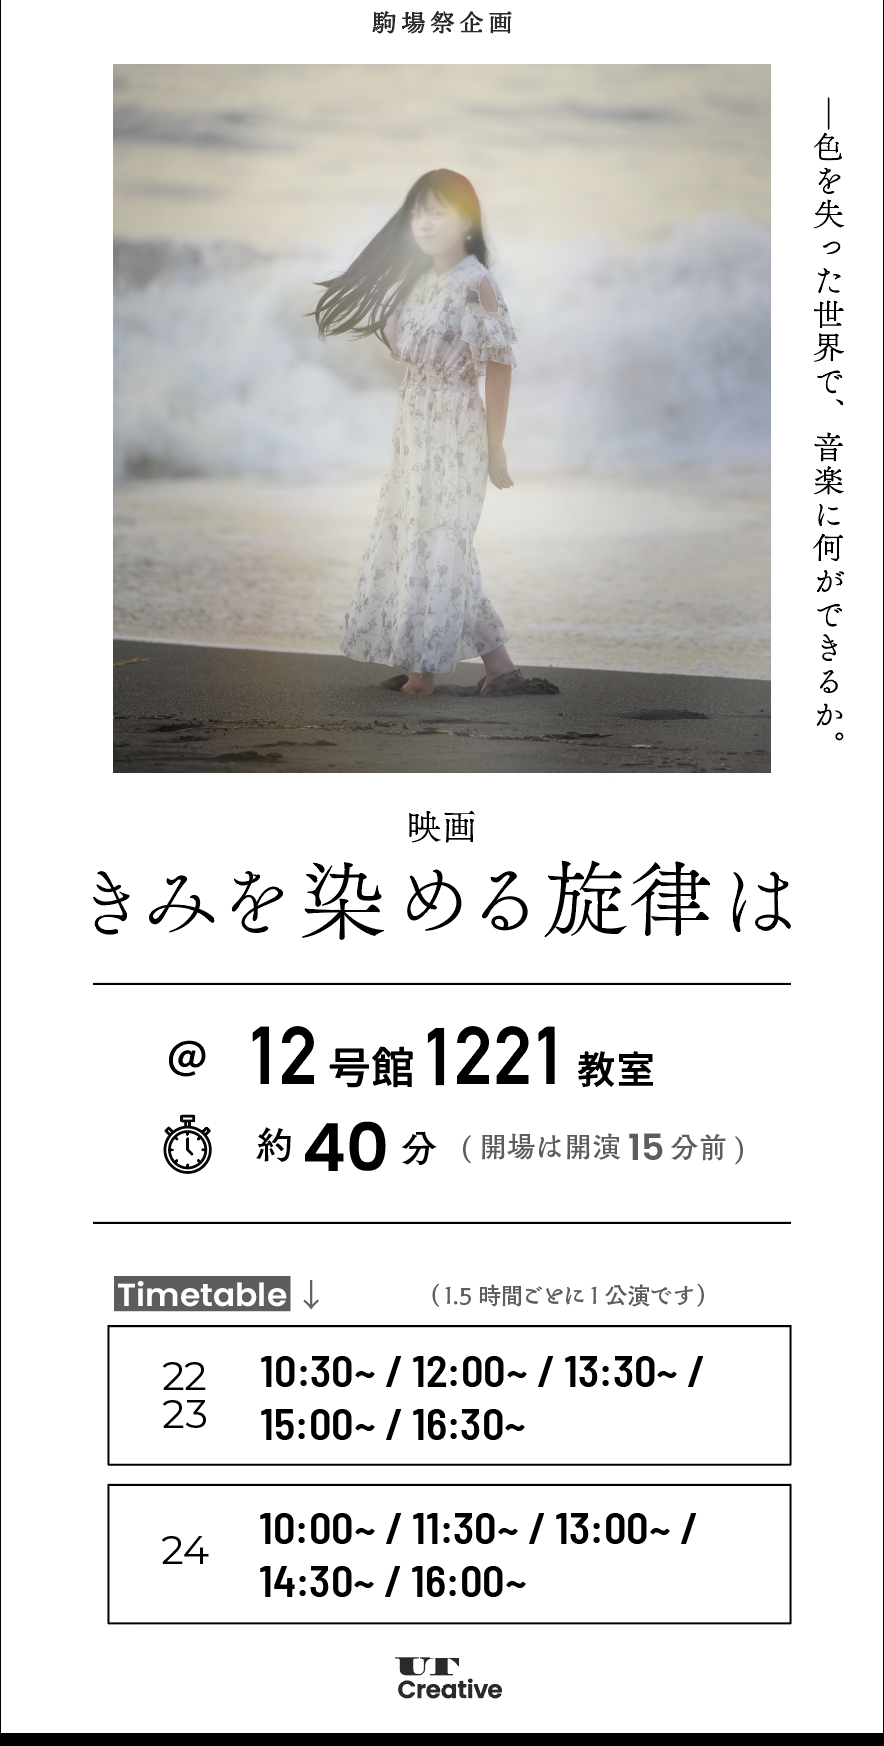 駒場祭企画
―色を失った世界で、音楽に何ができるか。
映画
きみを染める旋律は
@ 12号館1221教室
約40分 (開場は開演15分前)
Timetable↓ (1.5時間ごとに1公演です)
22
23
10:30~ / 12:00~ / 13:30~ /
15:00~ / 16:30~
24
10:00~ / 11:30~ / 13:00~ /
14:30~ / 16:00~
UT
Creative